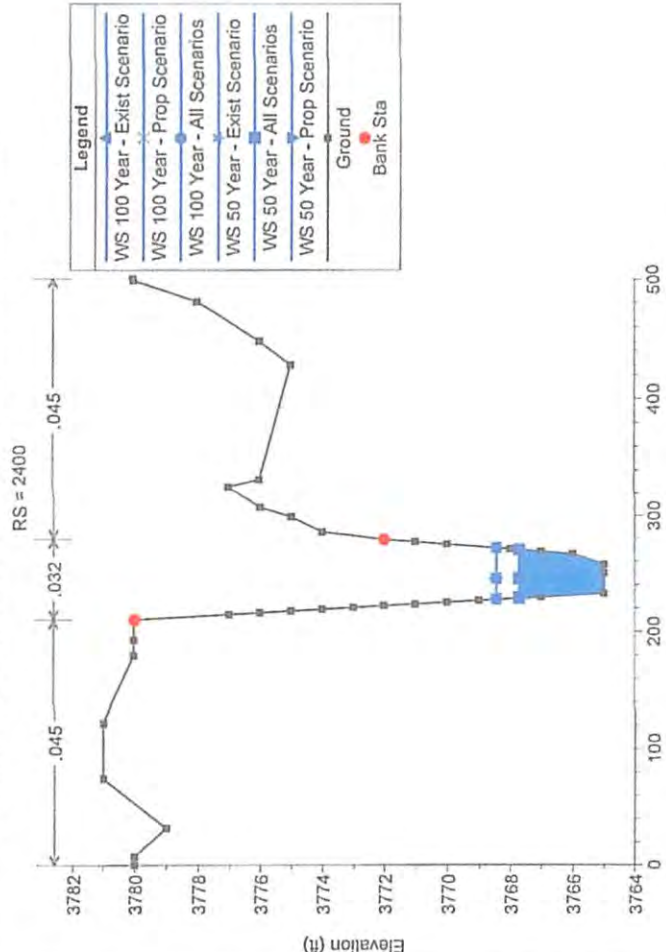 RS = 2400
.045
.032
.045
Legend
WS 100 Year - Exist Scenario
WS 100 Year - Prop Scenario
WS 100 Year - All Scenarios
WS 50 Year - Exist Scenario
WS 50 Year - All Scenarios
WS 50 Year - Prop Scenario
Ground
Bank Sta
Elevation (ft)
3782
3780
3778
3776
3774
3772
3770
3768
3766
3764
0
100
200
300
400
500